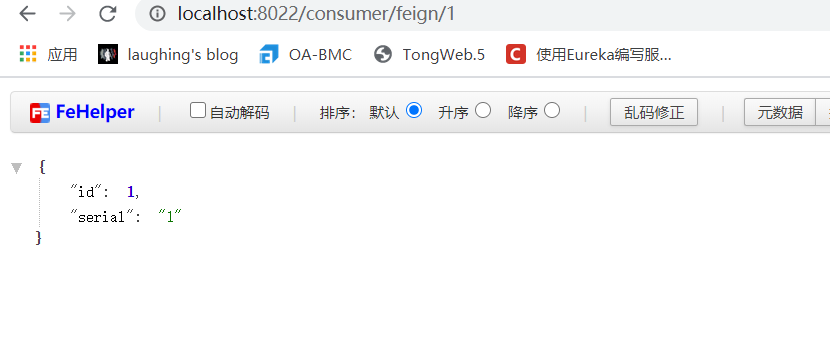 localhost:8022/consumer/feign/1
应用 laughing's blog OA-BMC TongWeb.5 C 使用Eureka编写服...
FE FeHelper | 自动解码 | 排序: 默认 升序 降序 | 乱码修正 | 元数据
{
"id": 1,
"serial": "1"
}